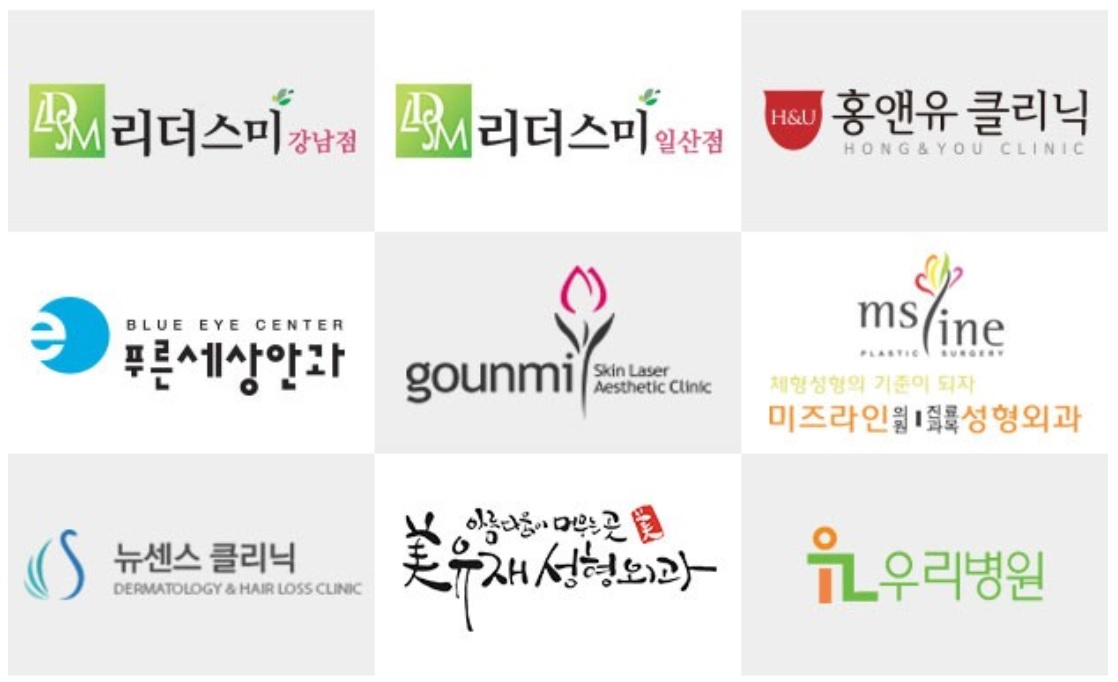 LDSM 리더스미 강남점
LDSM 리더스미 일산점
H&U 홍앤유 클리닉
HONG&YOU CLINIC
e
BLUE EYE CENTER
푸른세상안과
gounmi
Skin Laser
Aesthetic Clinic
msline
PLASTIC SURGERY
체형성형의 기준이 되자
미즈라인의원 진료과목 성형외과
뉴센스 클리닉
DERMATOLOGY & HAIR LOSS CLINIC
아름다움이 머무는 곳 美
美유재성형외과
우리병원